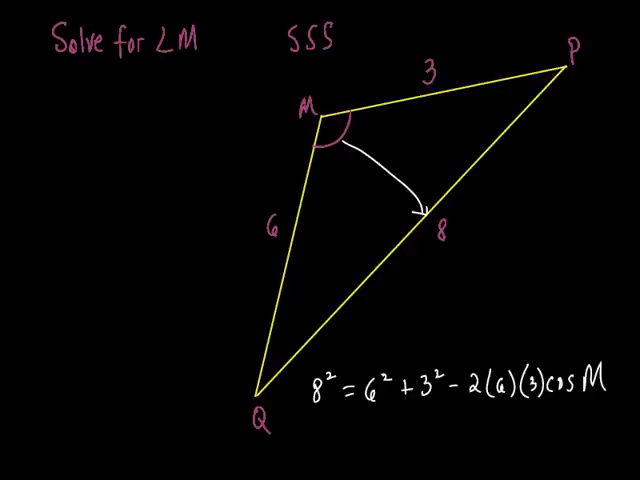 Solve for ∠M SSS
P
3
M
6
8
8² = 6² + 3² - 2(6)(3)cos M
Q